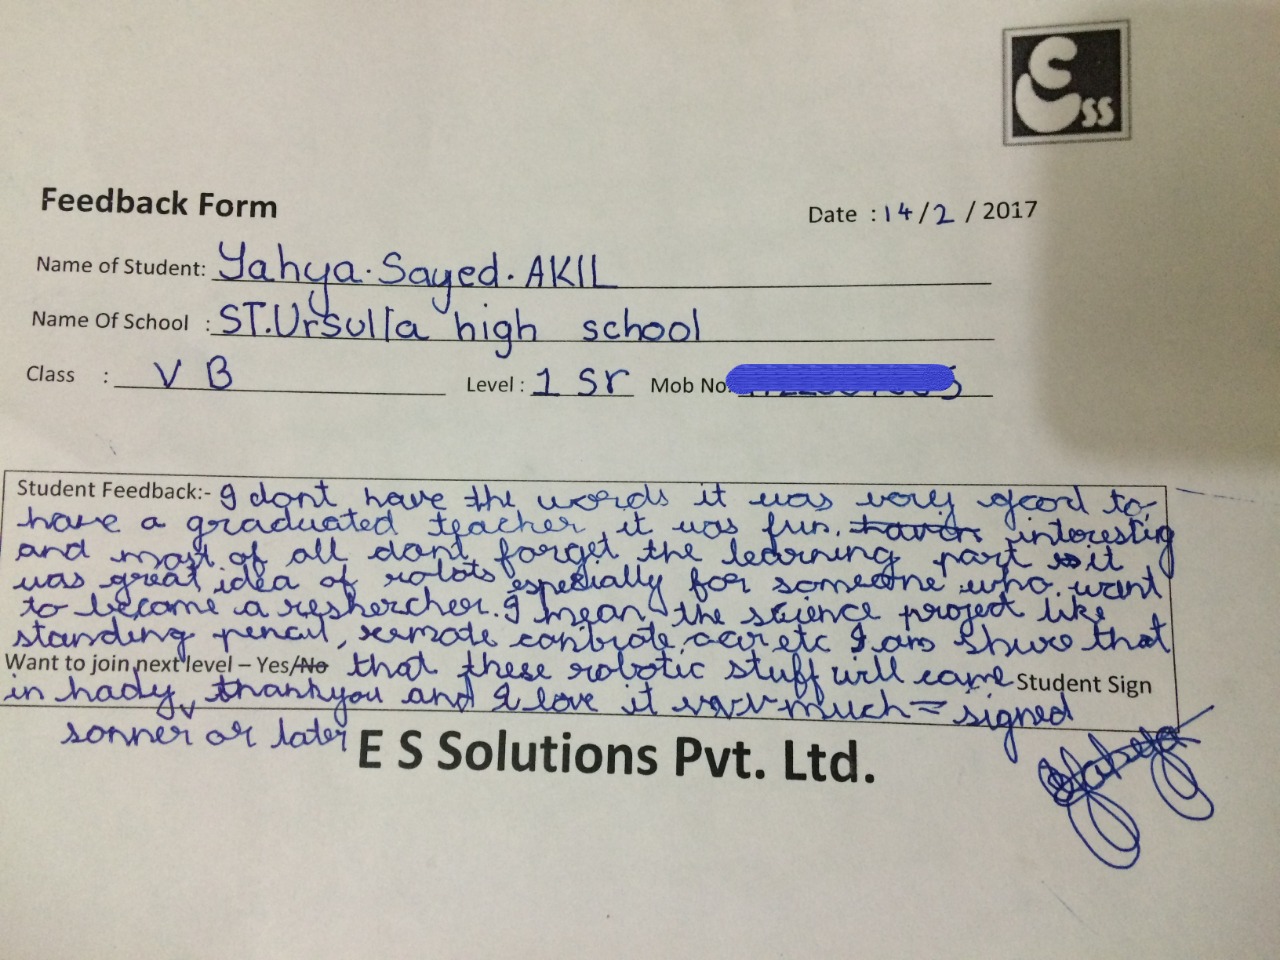 ESS
Feedback Form
Date : 14/2 / 2017
Name of Student: Yahya. Sayed. AKIL
Name Of School : ST.Ursulla high school
Class : V B Level : 1 sr Mob No.
Student Feedback:- I dont have the words it was very good to
have a graduated teacher it was fun. interesting
and most of all dont forget the learning part it
was great idea of robots especially for someone who want
to become a reshercher. I mean the science project like
standing pencil, remote car etc I am shure that
Want to join next level – Yes/No that these robotic stuff will come Student Sign
in hady thankyou and I love it much = signed
sonner or later
E S Solutions Pvt. Ltd.
Yahya